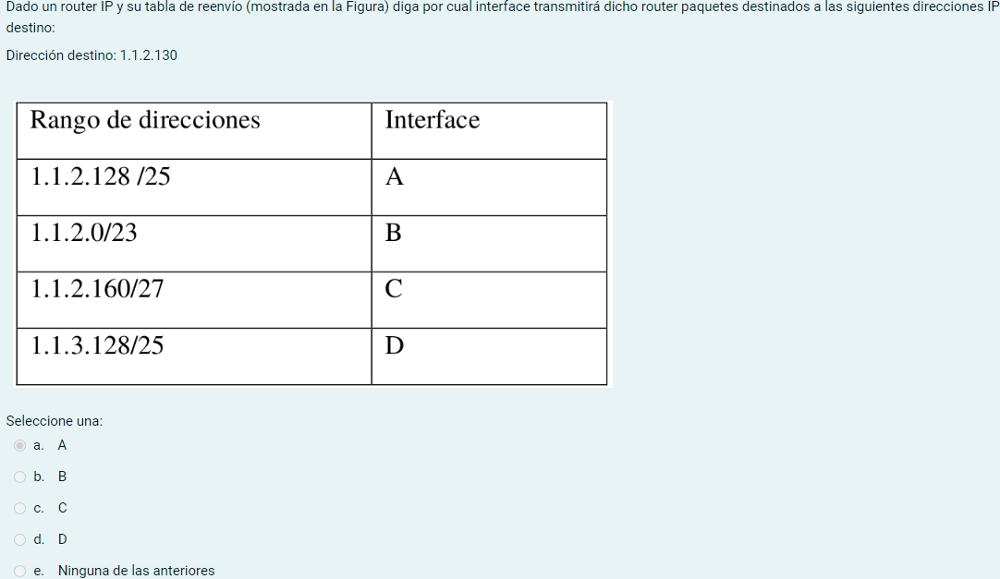 Dado un router IP y su tabla de reenvío (mostrada en la Figura) diga por cual interface transmitirá dicho router paquetes destinados a las siguientes direcciones IP
destino:
Dirección destino: 1.1.2.130
Rango de direcciones Interface
1.1.2.128 /25 A
1.1.2.0/23 B
1.1.2.160/27 C
1.1.3.128/25 D
Seleccione una:
a. A
b. B
c. C
d. D
e. Ninguna de las anteriores